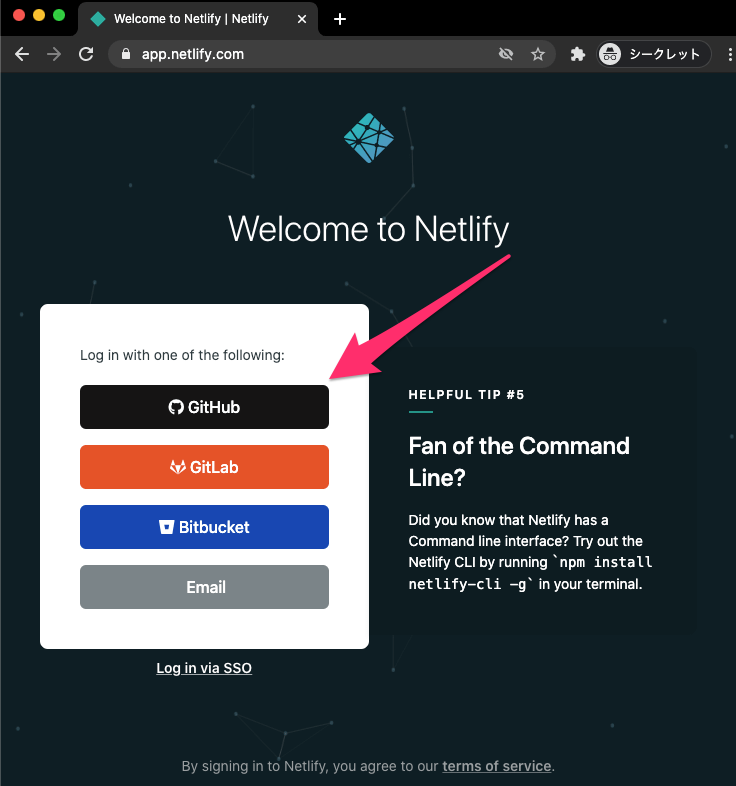 Welcome to Netlify | Netlify
app.netlify.com
シークレット
Welcome to Netlify
Log in with one of the following:
GitHub
GitLab
Bitbucket
Email
Log in via SSO
HELPFUL TIP #5
Fan of the Command
Line?
Did you know that Netlify has a
Command line interface? Try out the
Netlify CLI by running `npm install
netlify-cli -g` in your terminal.
By signing in to Netlify, you agree to our terms of service.